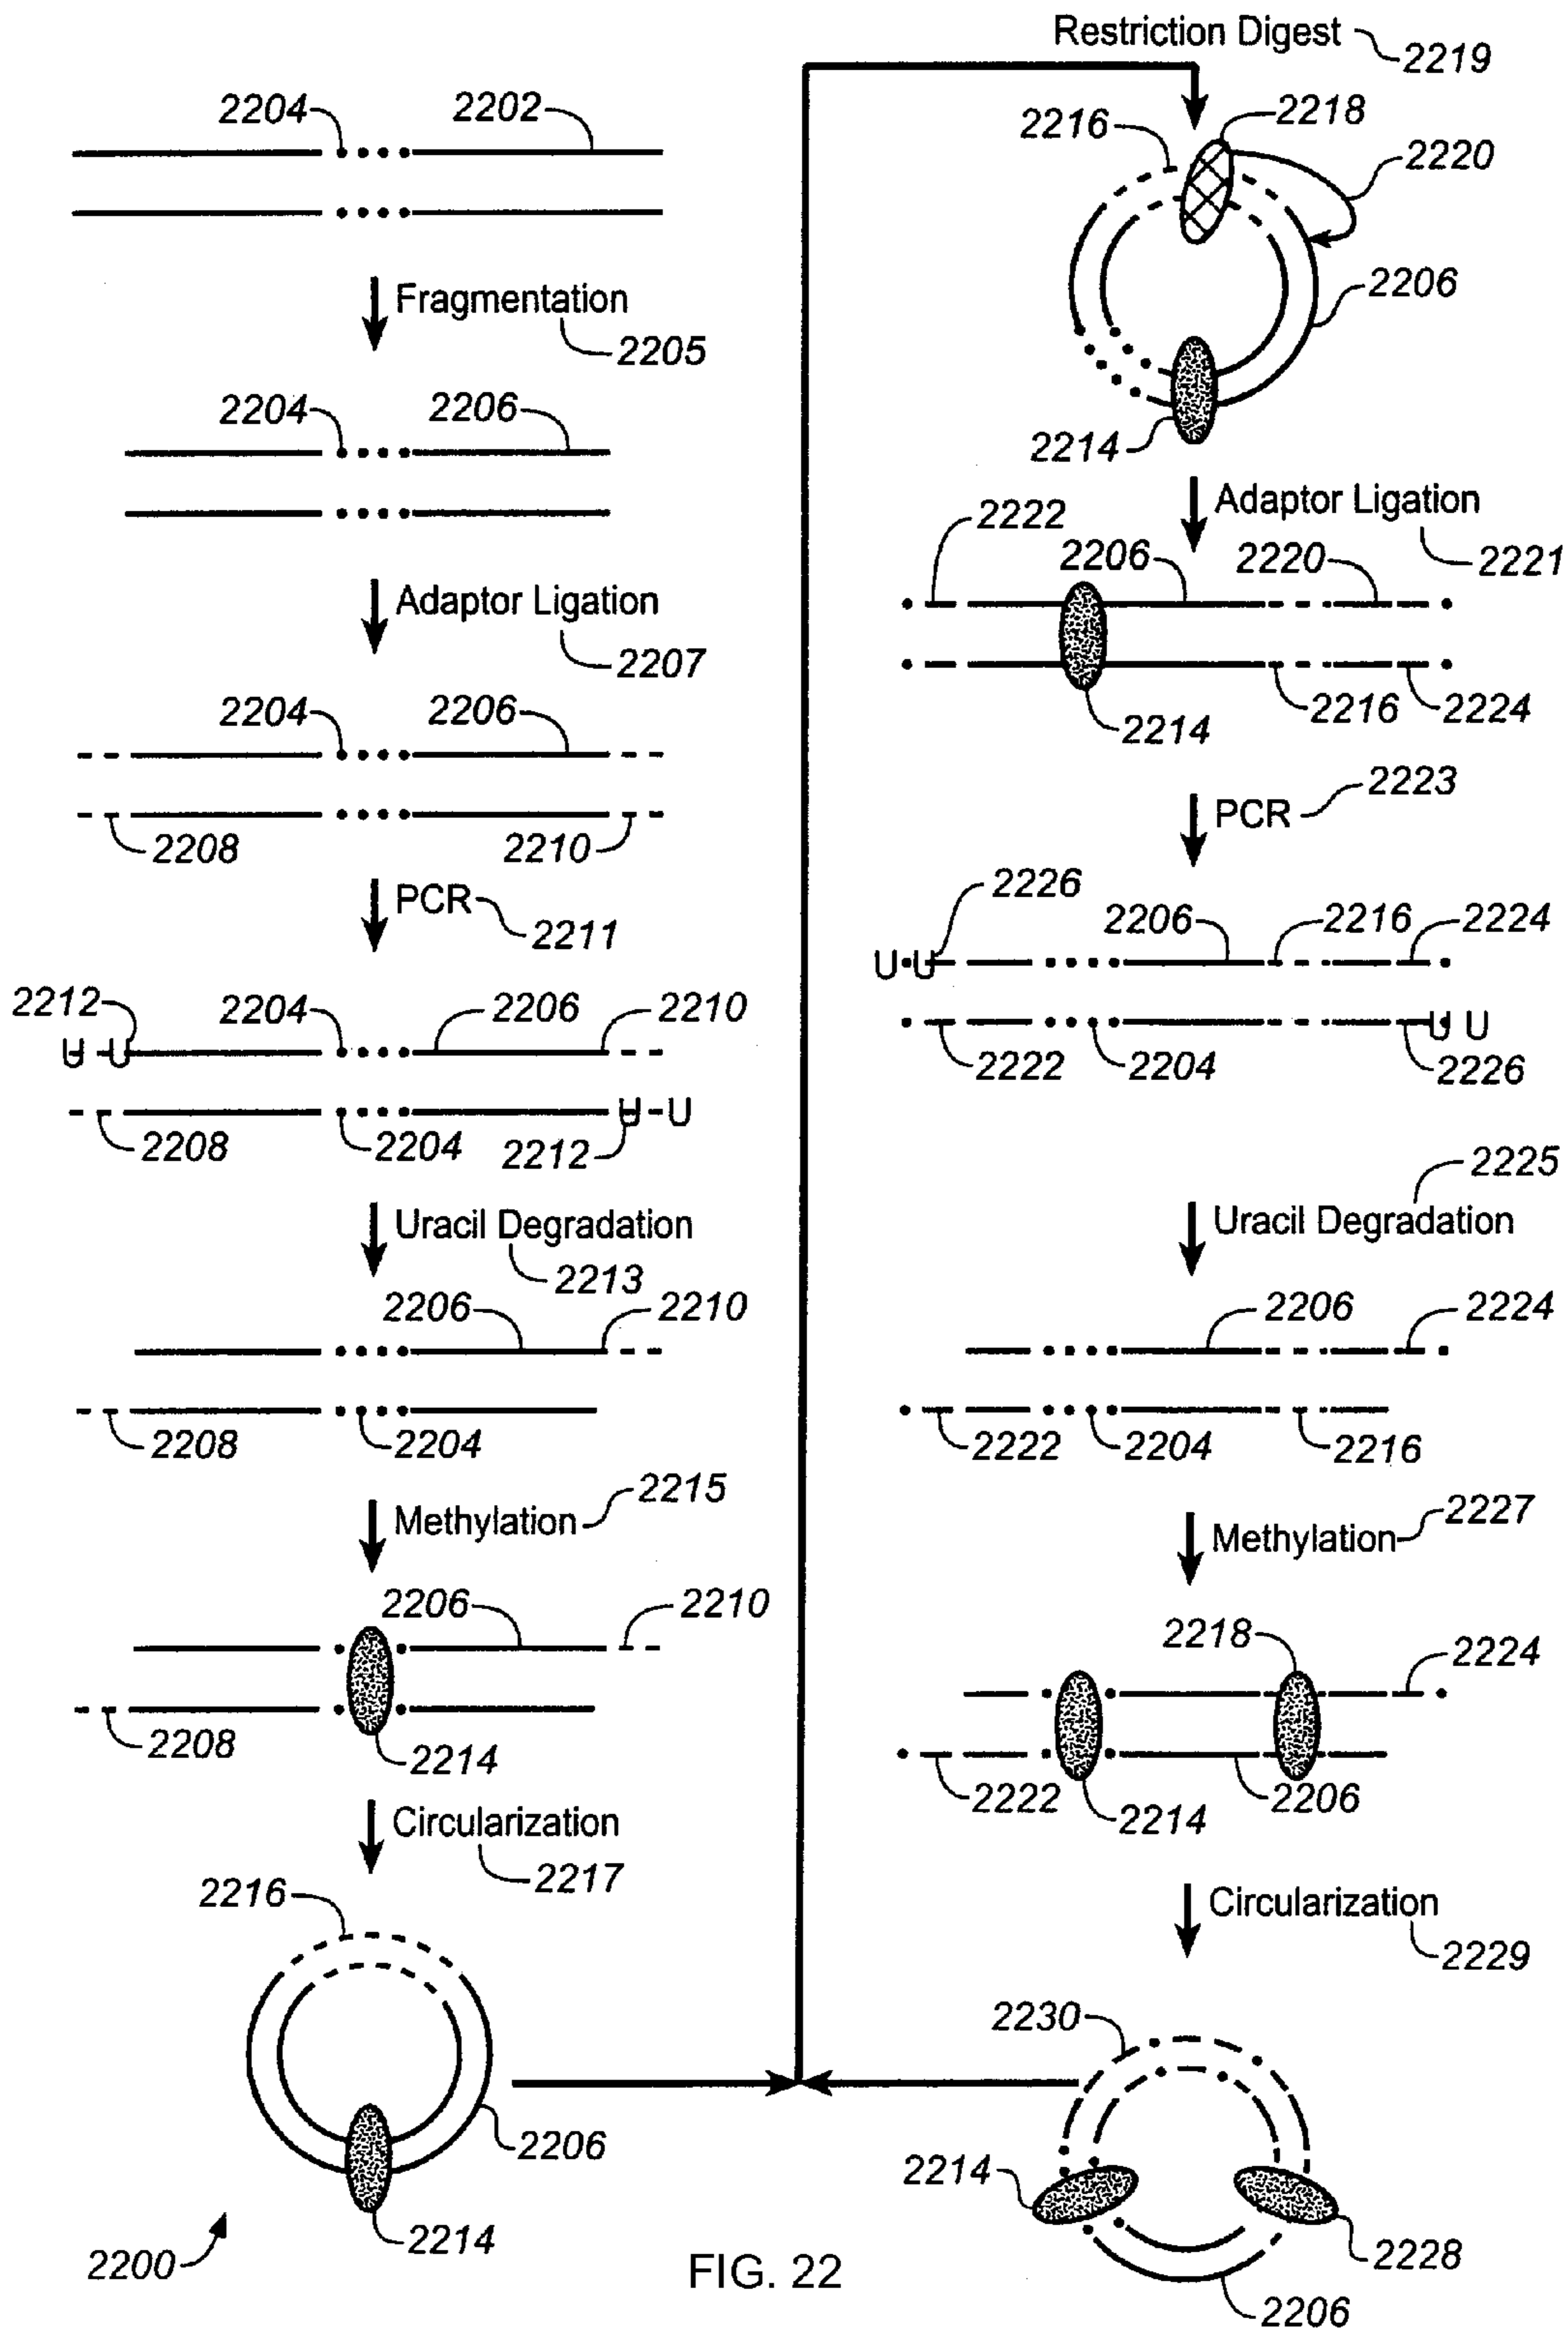 2204 2202
Fragmentation
2205
2204 2206
Adaptor Ligation
2207
2204 2206
2208 2210
PCR
2211
2212 2204 2206 2210
U U
U U
2208 2204 2212
Uracil Degradation
2213
2206 2210
2208 2204
Methylation 2215
2206 2210
2208 2214
Circularization
2217
2216
2206
2214
2200
Restriction Digest
2219
2216 2218
2220
2206
2214
Adaptor Ligation
2221
2222 2206 2220
2214 2216 2224
PCR 2223
2226 2206 2216 2224
U U
U U
2222 2204 2226
2225
Uracil Degradation
2206 2224
2222 2204 2216
Methylation 2227
2218 2224
2222 2214 2206
Circularization
2229
2230
2214
2228
2206
FIG. 22